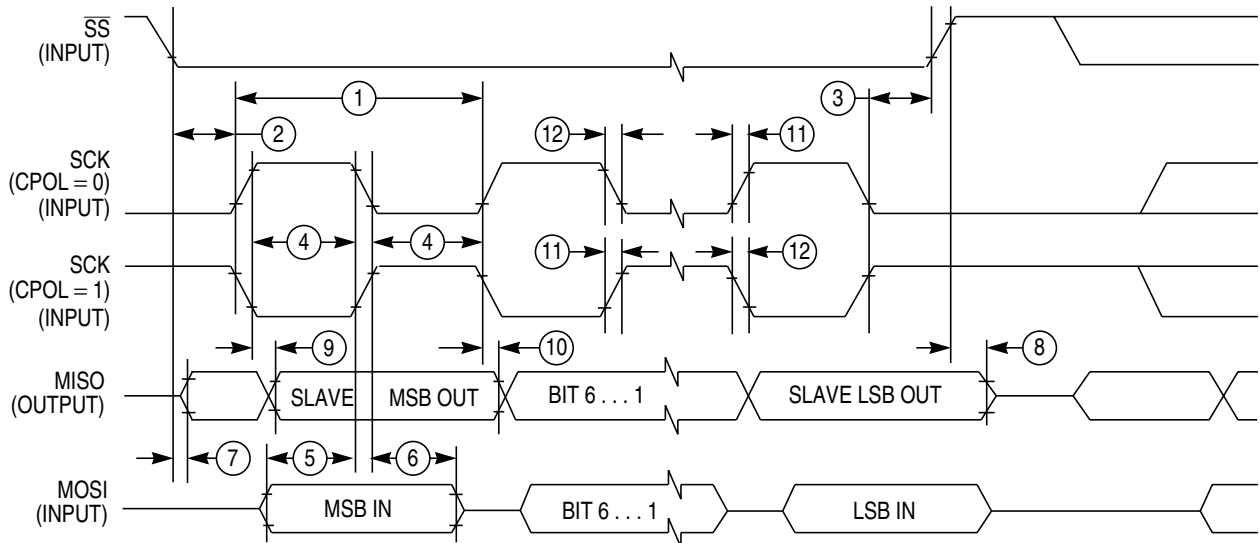 SS
(INPUT)
1
3
2
12
11
SCK
(CPOL = 0)
(INPUT)
4
4
11
12
SCK
(CPOL = 1)
(INPUT)
9
10
8
MISO
(OUTPUT)
SLAVE MSB OUT
BIT 6 . . . 1
SLAVE LSB OUT
7
5
6
MOSI
(INPUT)
MSB IN
BIT 6 . . . 1
LSB IN